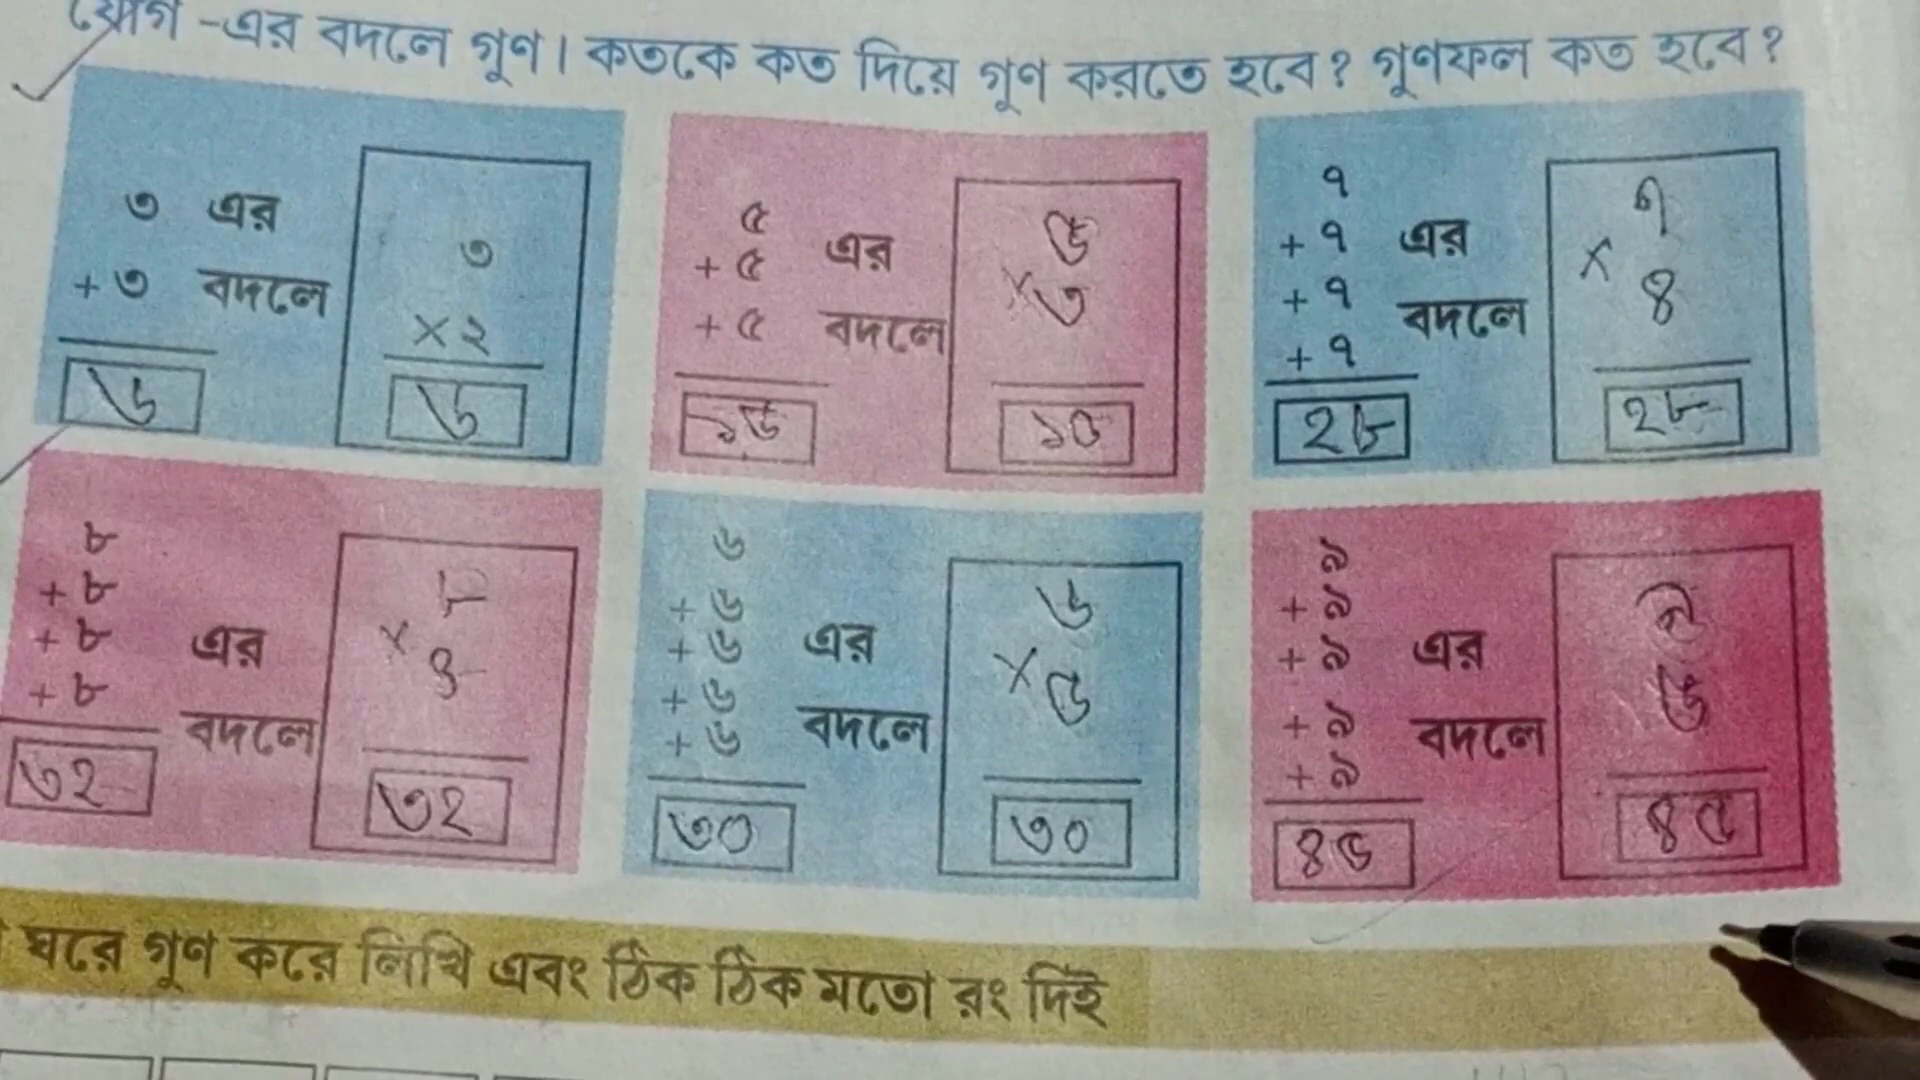 যোগ -এর বদলে গুণ। কতকে কত দিয়ে গুণ করতে হবে? গুণফল কত হবে?
৩ এর
+ ৩ বদলে
৬
৩
×২
৬
৫
+ ৫ এর
+ ৫ বদলে
১৫
৫
×৩
১৫
৭
+ ৭ এর
+ ৭ বদলে
+ ৭
২৮
৭
× ৪
২৮
৮
+ ৮
+ ৮ এর
+ ৮ বদলে
৩২
৮
× ৪
৩২
৬
+ ৬
+ ৬ এর
+ ৬ বদলে
+ ৬
৩০
৬
× ৫
৩০
৯
+ ৯
+ ৯ এর
+ ৯ বদলে
+ ৯
৪৫
৯
৫
৪৫
ঘরে গুণ করে লিখি এবং ঠিক ঠিক মতো রং দিই